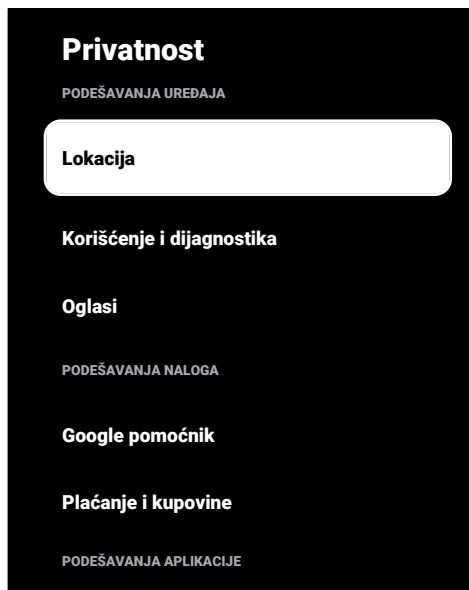 Privatnost
PODEŠAVANJA UREĐAJA
Lokacija
Korišćenje i dijagnostika
Oglasi
PODEŠAVANJA NALOGA
Google pomoćnik
Plaćanje i kupovine
PODEŠAVANJA APLIKACIJE